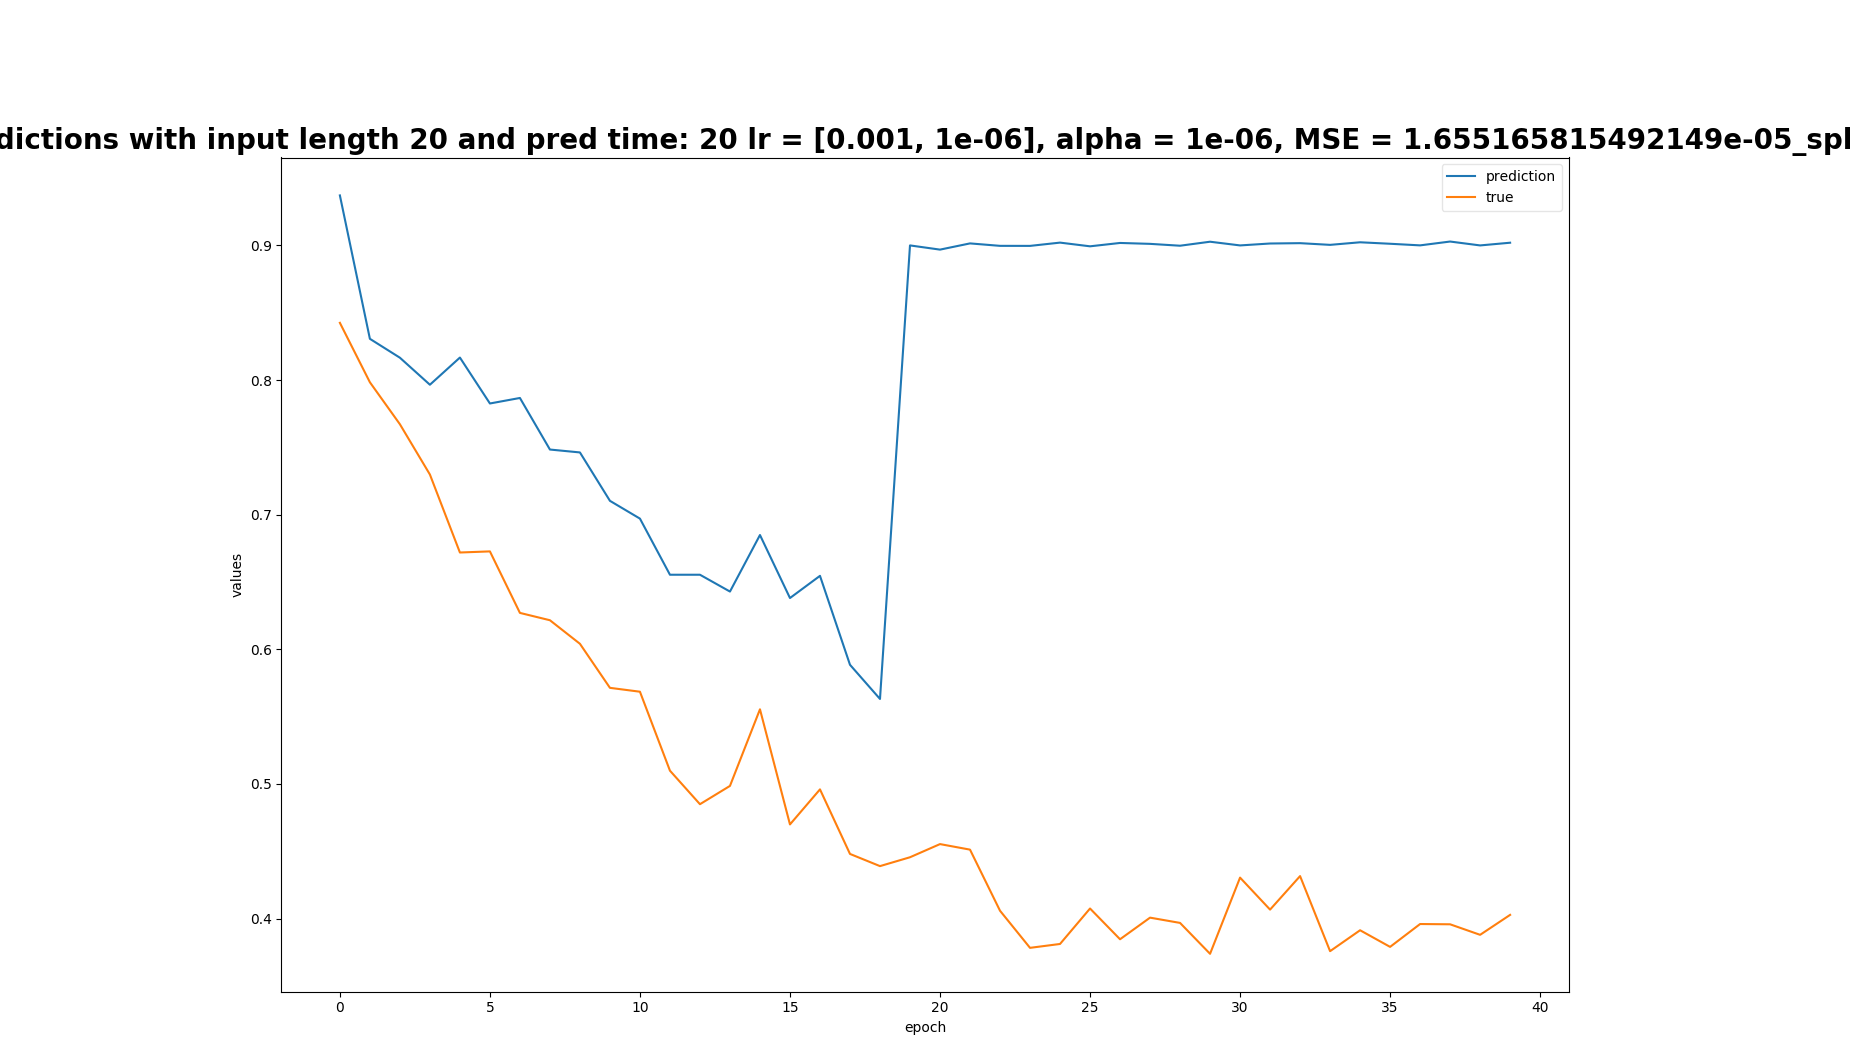 dictions with input length 20 and pred time: 20 lr = [0.001, 1e-06], alpha = 1e-06, MSE = 1.655165815492149e-05_spl
prediction
true
0.9
0.8
0.7
0.6
0.5
0.4
values
0 5 10 15 20 25 30 35 40
epoch